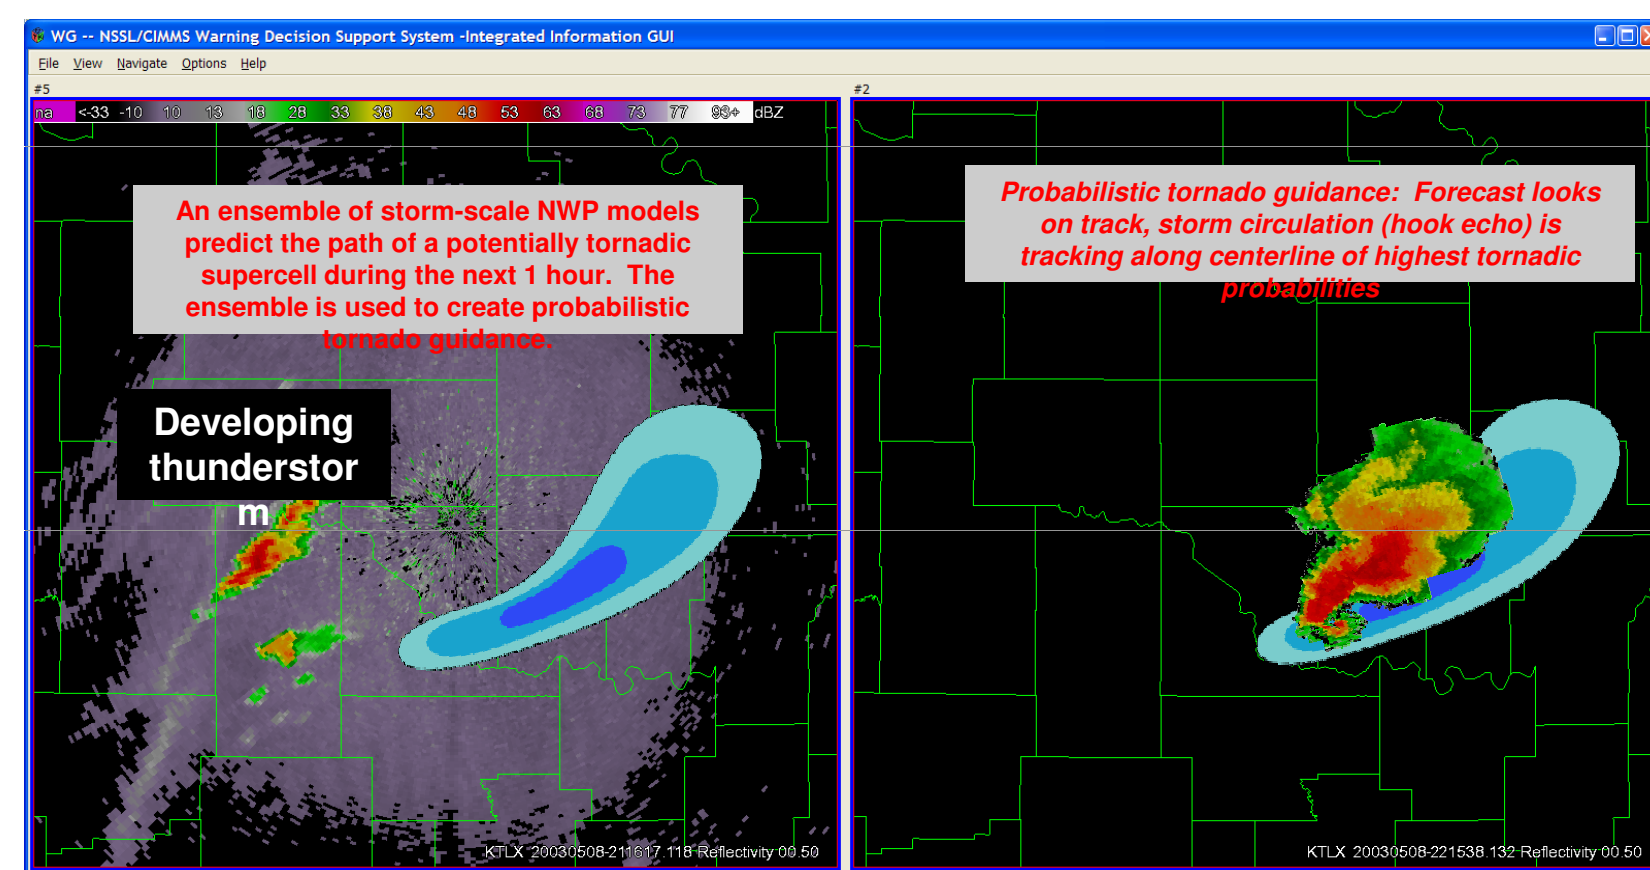 WG -- NSSL/CIMMS Warning Decision Support System -Integrated Information GUI
File View Navigate Options Help
#5
#2
na <-33 -10 10 13 18 28 33 38 43 48 53 63 68 73 77 93+ dBZ
An ensemble of storm-scale NWP models
predict the path of a potentially tornadic
supercell during the next 1 hour. The
ensemble is used to create probabilistic
tornado guidance.
Probabilistic tornado guidance: Forecast looks
on track, storm circulation (hook echo) is
tracking along centerline of highest tornadic
probabilities
Developing
thunderstor
m
KTLX 20030508-211617.118 Reflectivity 00.50
KTLX 20030508-221538.132 Reflectivity 00.50